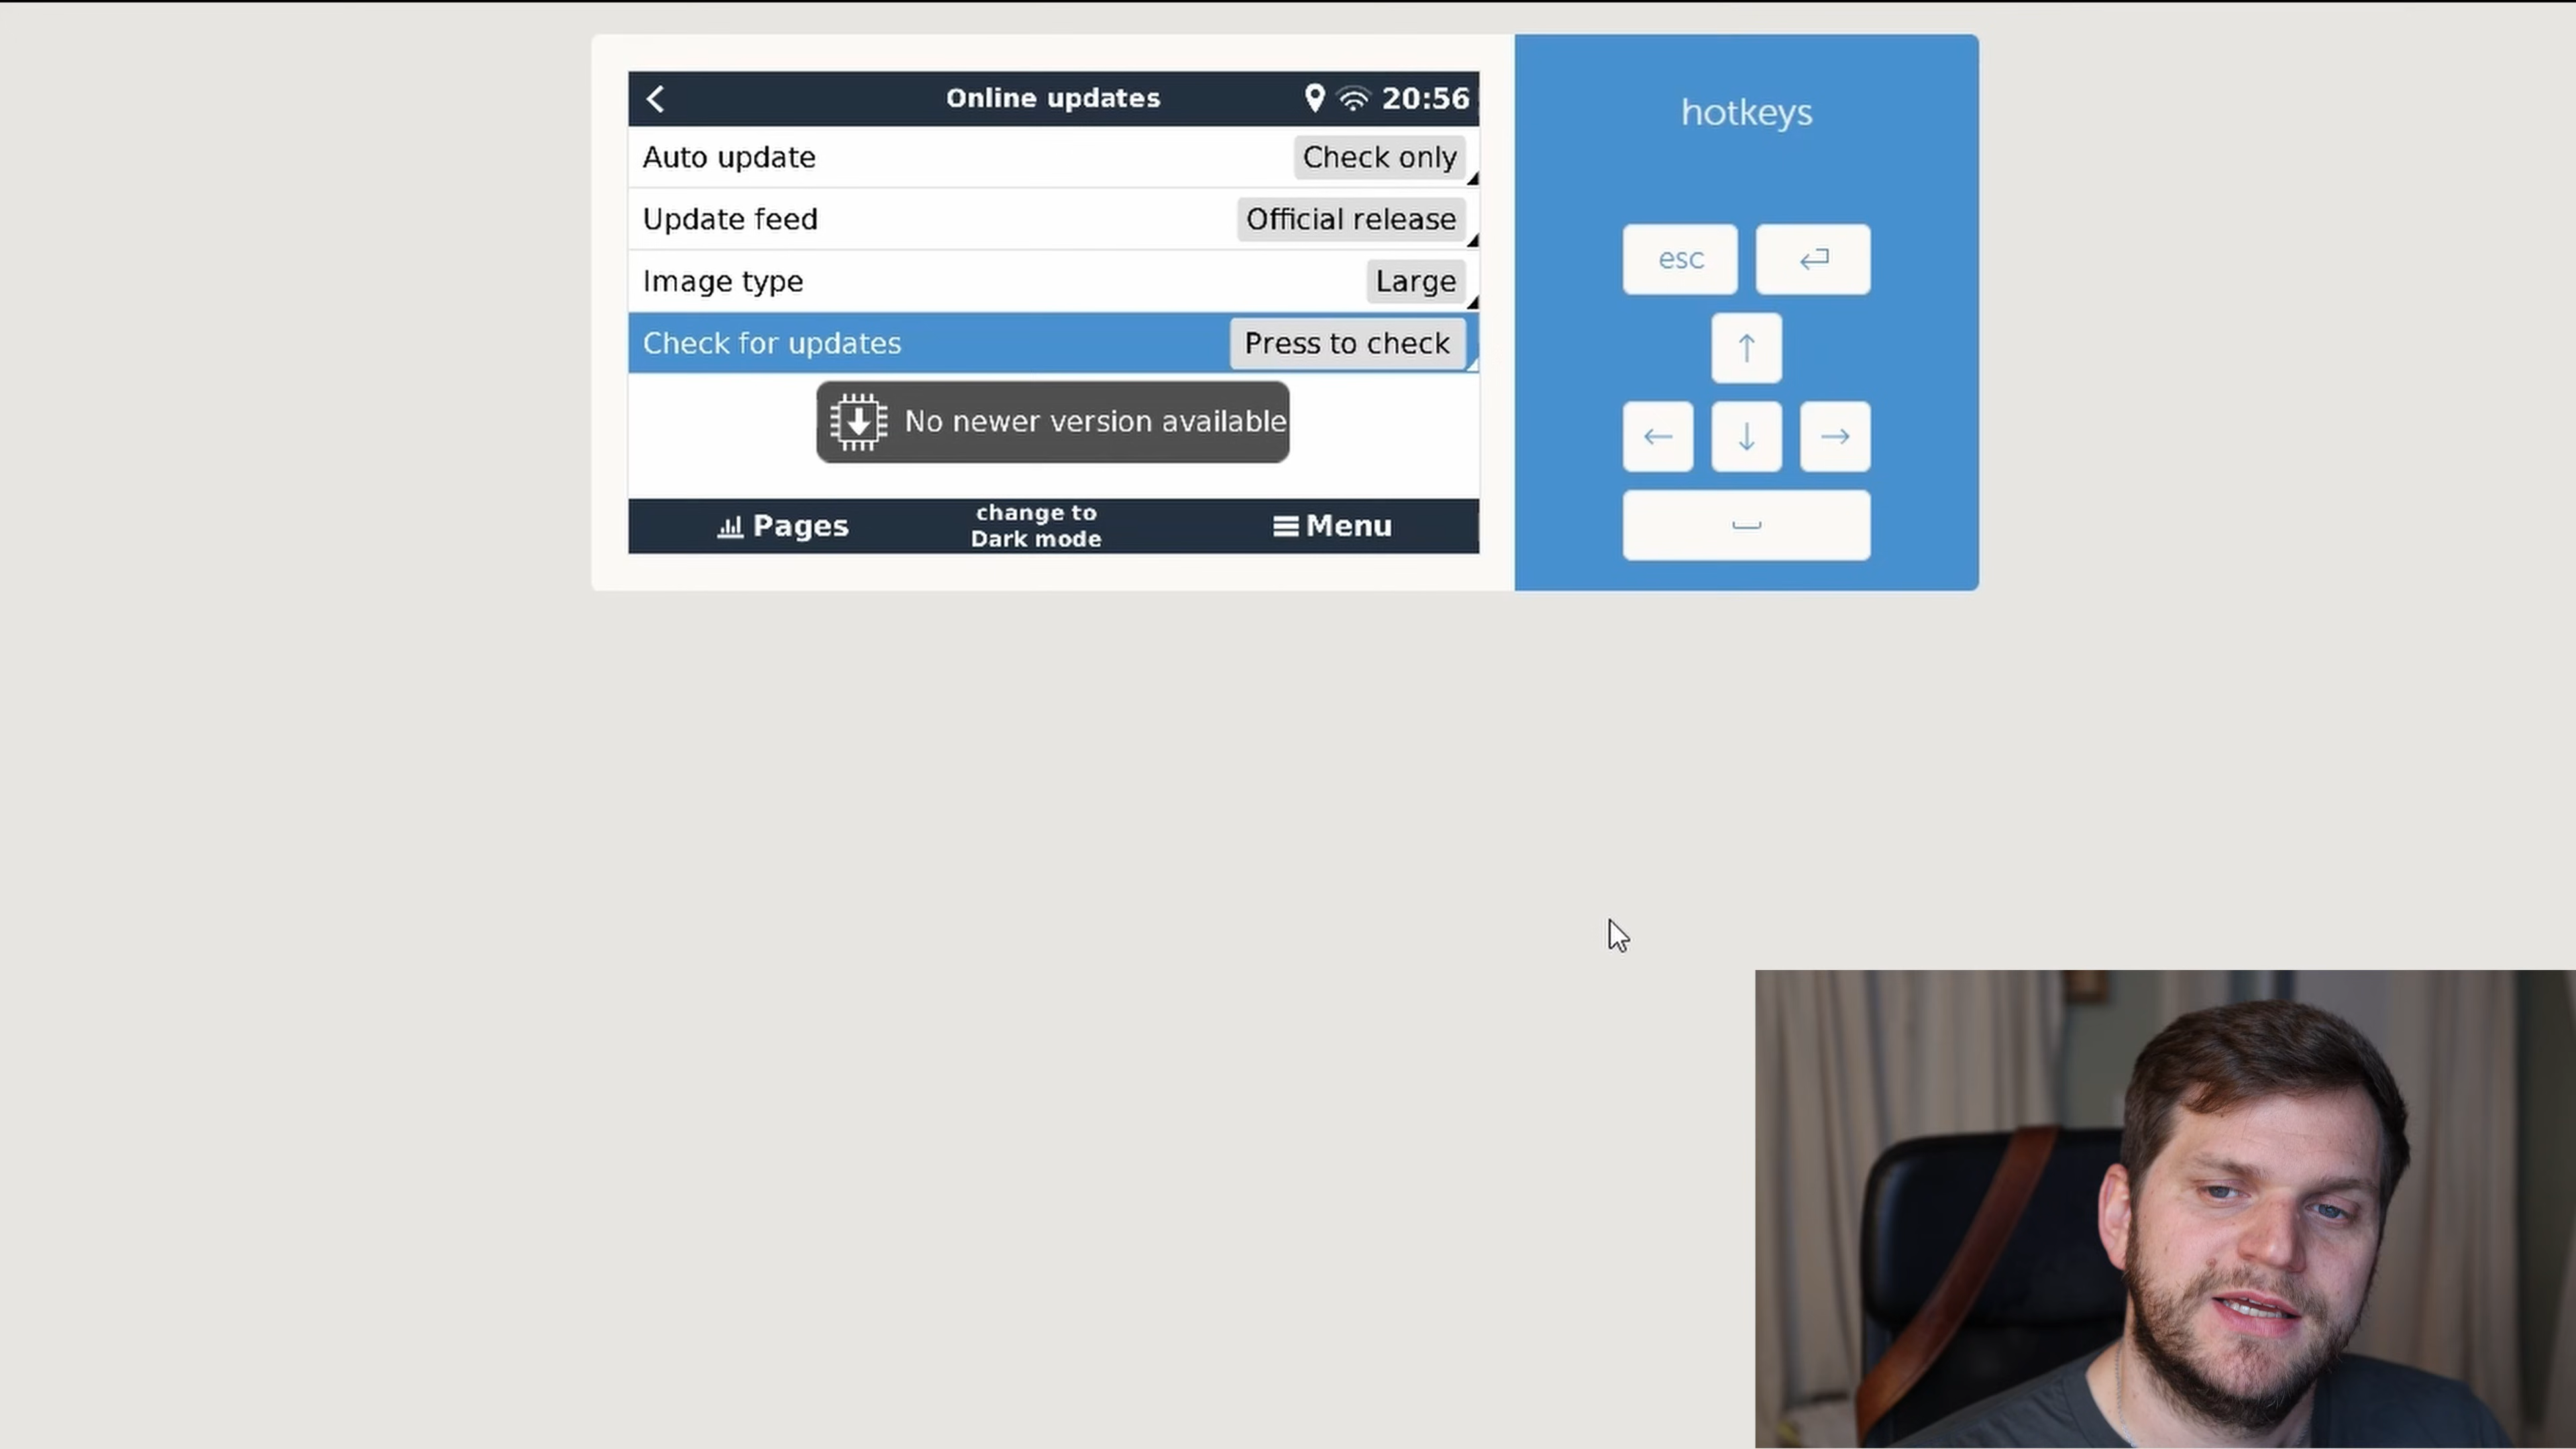 Online updates 20:56
Auto update Check only
Update feed Official release
Image type Large
Check for updates Press to check
No newer version available
Pages
change to
Dark mode
Menu
hotkeys
esc